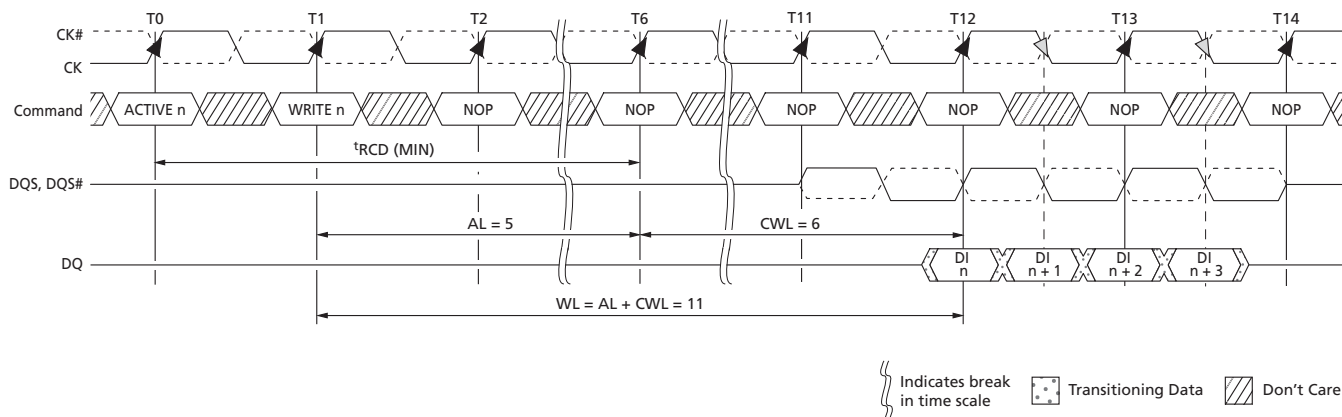 T0 T1 T2 T6 T11 T12 T13 T14
CK#
CK
Command ACTIVE n WRITE n NOP NOP NOP NOP NOP NOP
tRCD (MIN)
DQS, DQS#
AL = 5 CWL = 6
DQ DI n DI n + 1 DI n + 2 DI n + 3
WL = AL + CWL = 11
Indicates break
in time scale
Transitioning Data
Don't Care